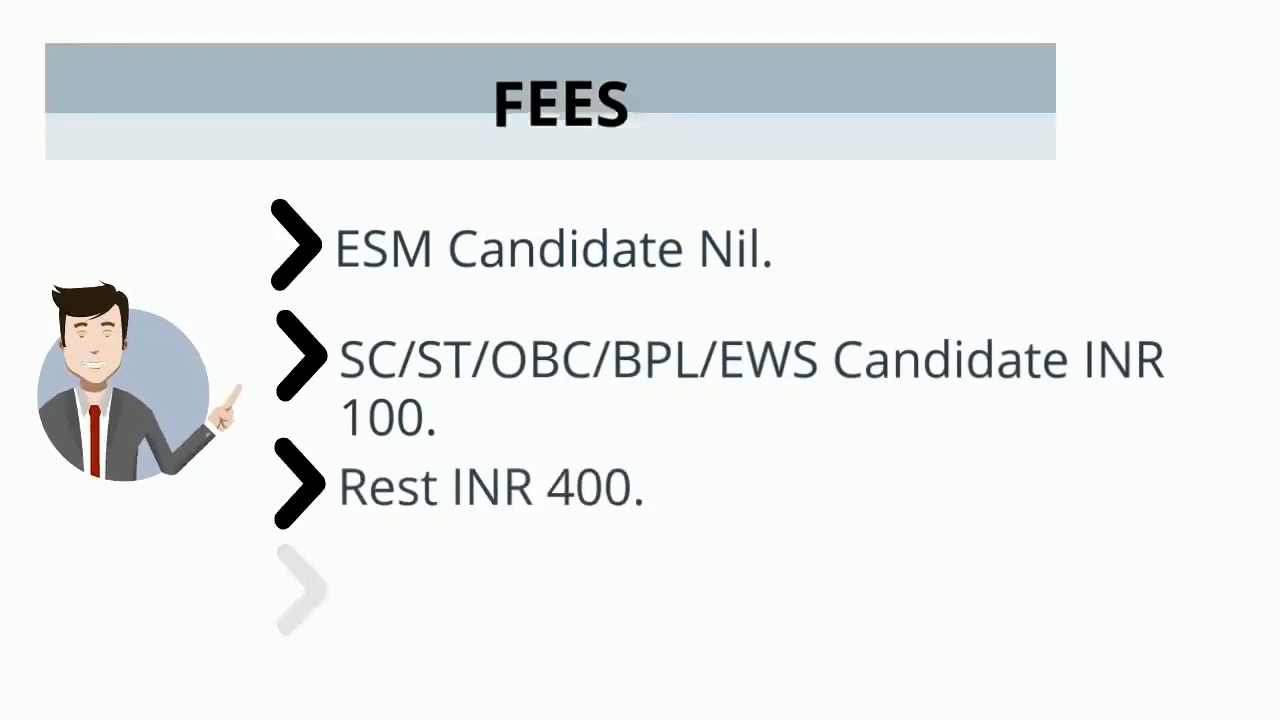 FEES
ESM Candidate Nil.
SC/ST/OBC/BPL/EWS Candidate INR
100.
Rest INR 400.